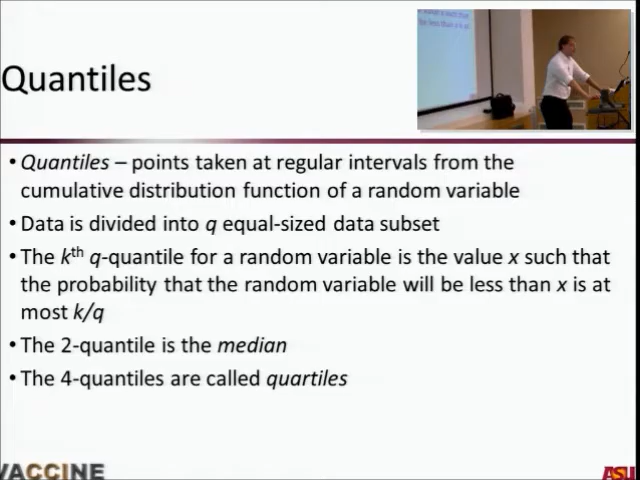 Quantiles
• Quantiles – points taken at regular intervals from the
cumulative distribution function of a random variable
• Data is divided into q equal-sized data subset
• The kth q-quantile for a random variable is the value x such that
the probability that the random variable will be less than x is at
most k/q
• The 2-quantile is the median
• The 4-quantiles are called quartiles
VACCINE
ASU